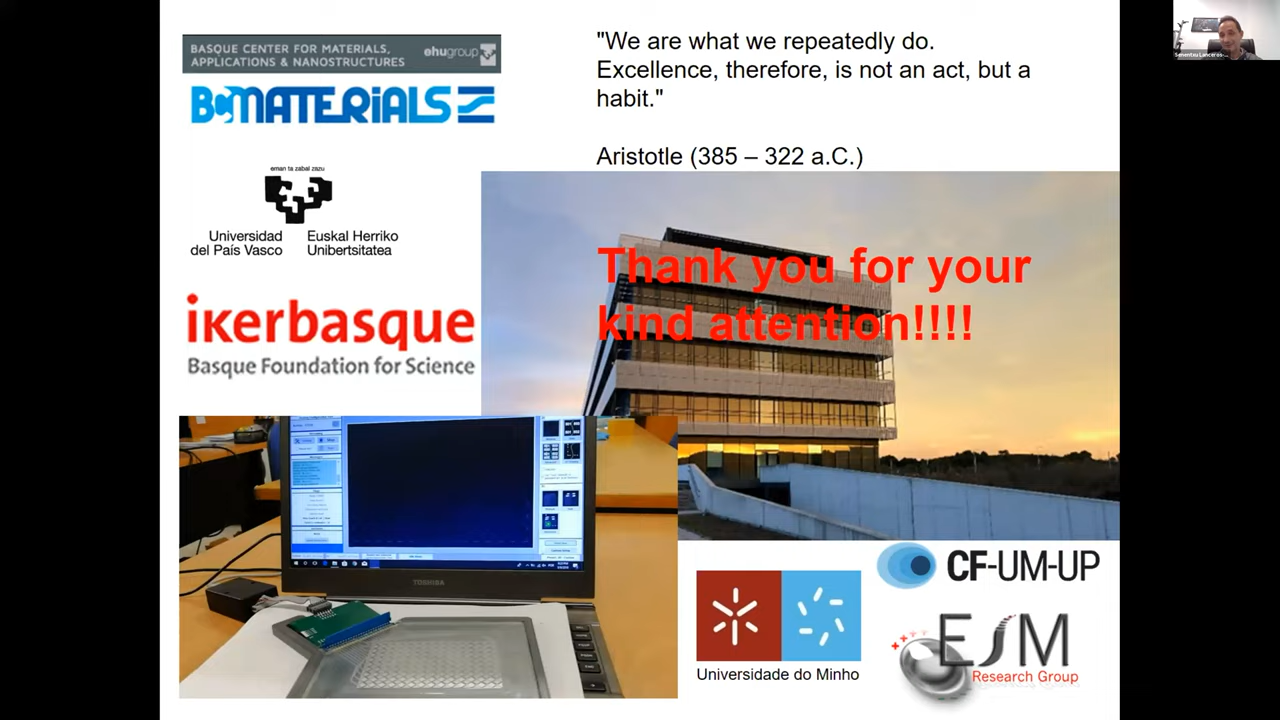 BASQUE CENTER FOR MATERIALS,
APPLICATIONS & NANOSTRUCTURES
ehugroup
BCMATERIALS
eman ta zabal zazu
Universidad
del País Vasco
Euskal Herriko
Unibertsitatea
ikerbasque
Basque Foundation for Science
"We are what we repeatedly do.
Excellence, therefore, is not an act, but a
habit."
Aristotle (385 – 322 a.C.)
Thank you for your
kind attention!!!!
TOSHIBA
Universidade do Minho
CF-UM-UP
ESM
Research Group